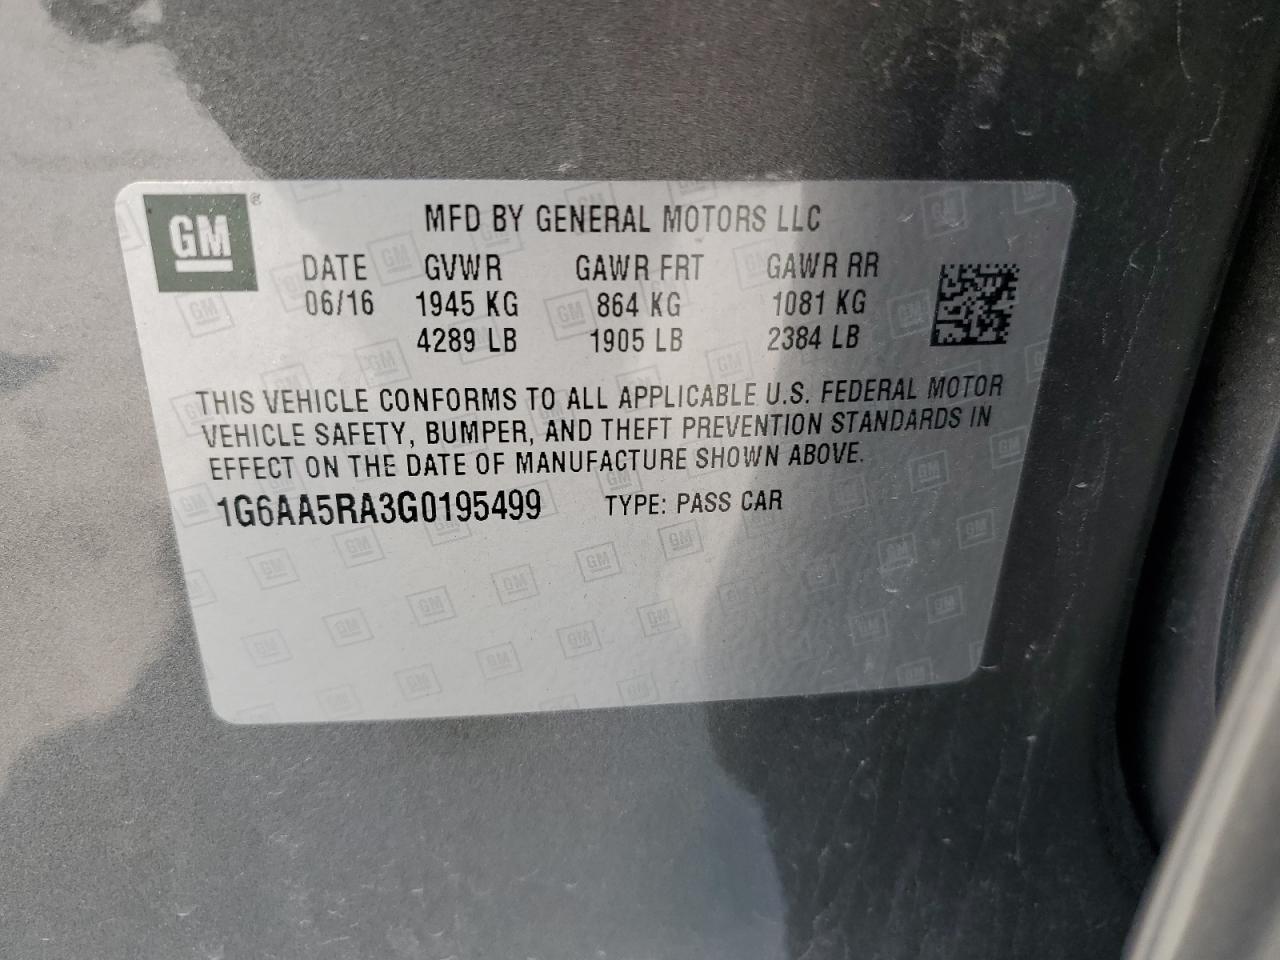 GM ®
MFD BY GENERAL MOTORS LLC
DATE GVWR GAWR FRT GAWR RR
06/16 1945 KG 864 KG 1081 KG
4289 LB 1905 LB 2384 LB
THIS VEHICLE CONFORMS TO ALL APPLICABLE U.S. FEDERAL MOTOR
VEHICLE SAFETY, BUMPER, AND THEFT PREVENTION STANDARDS IN
EFFECT ON THE DATE OF MANUFACTURE SHOWN ABOVE.
1G6AA5RA3G0195499 TYPE: PASS CAR